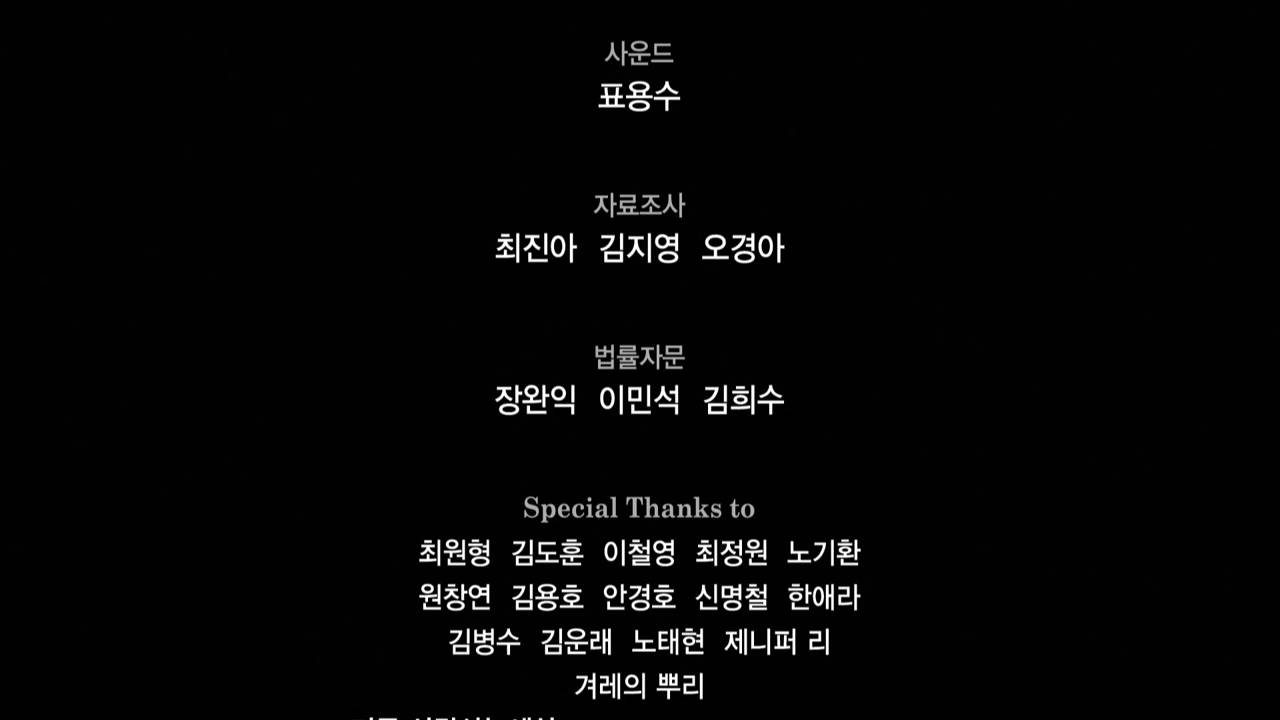 사운드
표용수
자료조사
최진아 김지영 오경아
법률자문
장완익 이민석 김희수
Special Thanks to
최원형 김도훈 이철영 최정원 노기환
원창연 김용호 안경호 신명철 한애라
김병수 김운래 노태현 제니퍼 리
겨레의 뿌리